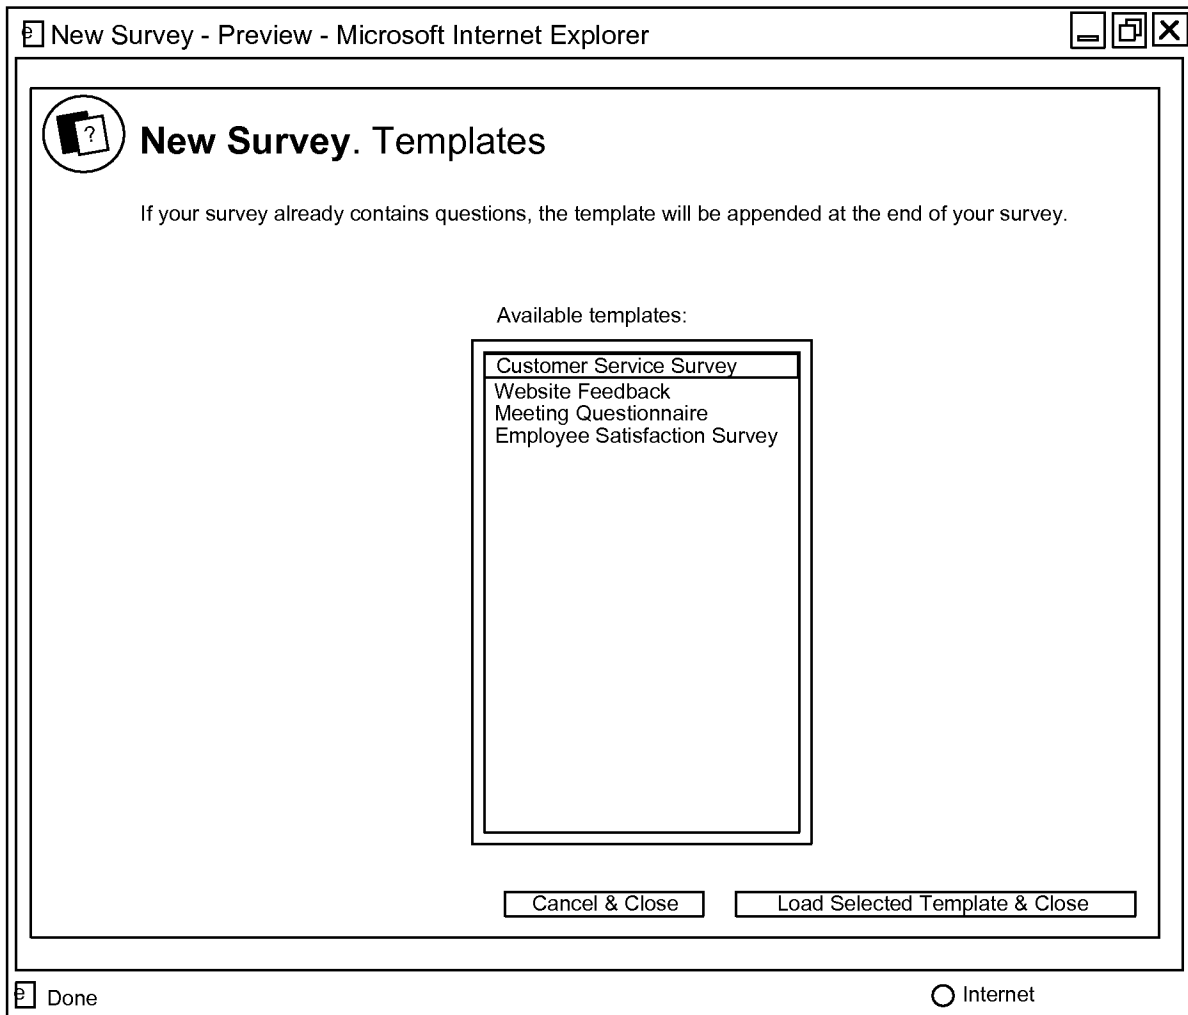 e New Survey - Preview - Microsoft Internet Explorer
?
New Survey. Templates
If your survey already contains questions, the template will be appended at the end of your survey.
Available templates:
Customer Service Survey
Website Feedback
Meeting Questionnaire
Employee Satisfaction Survey
Cancel & Close Load Selected Template & Close
e Done Internet